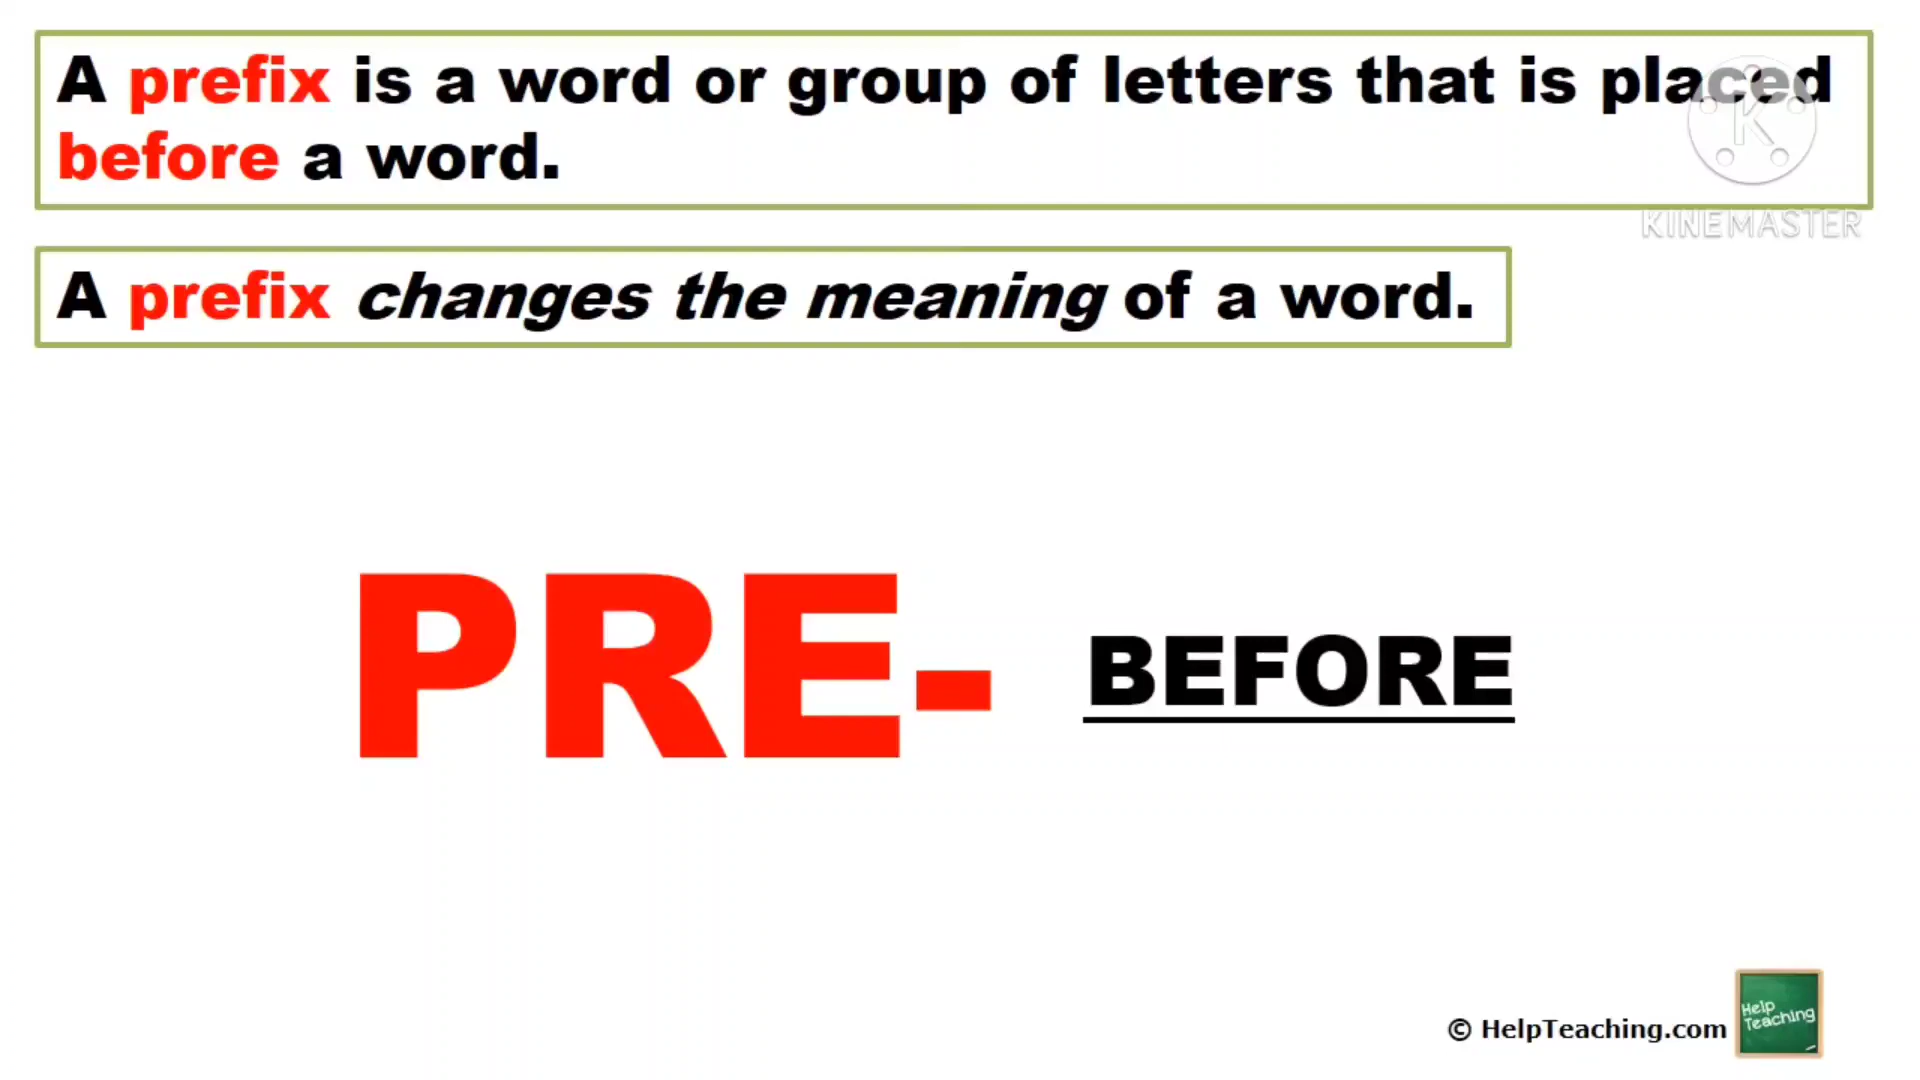 A prefix is a word or group of letters that is placed
before a word.
KINEMASTER
A prefix changes the meaning of a word.
PRE- BEFORE
© HelpTeaching.com
Help
Teaching